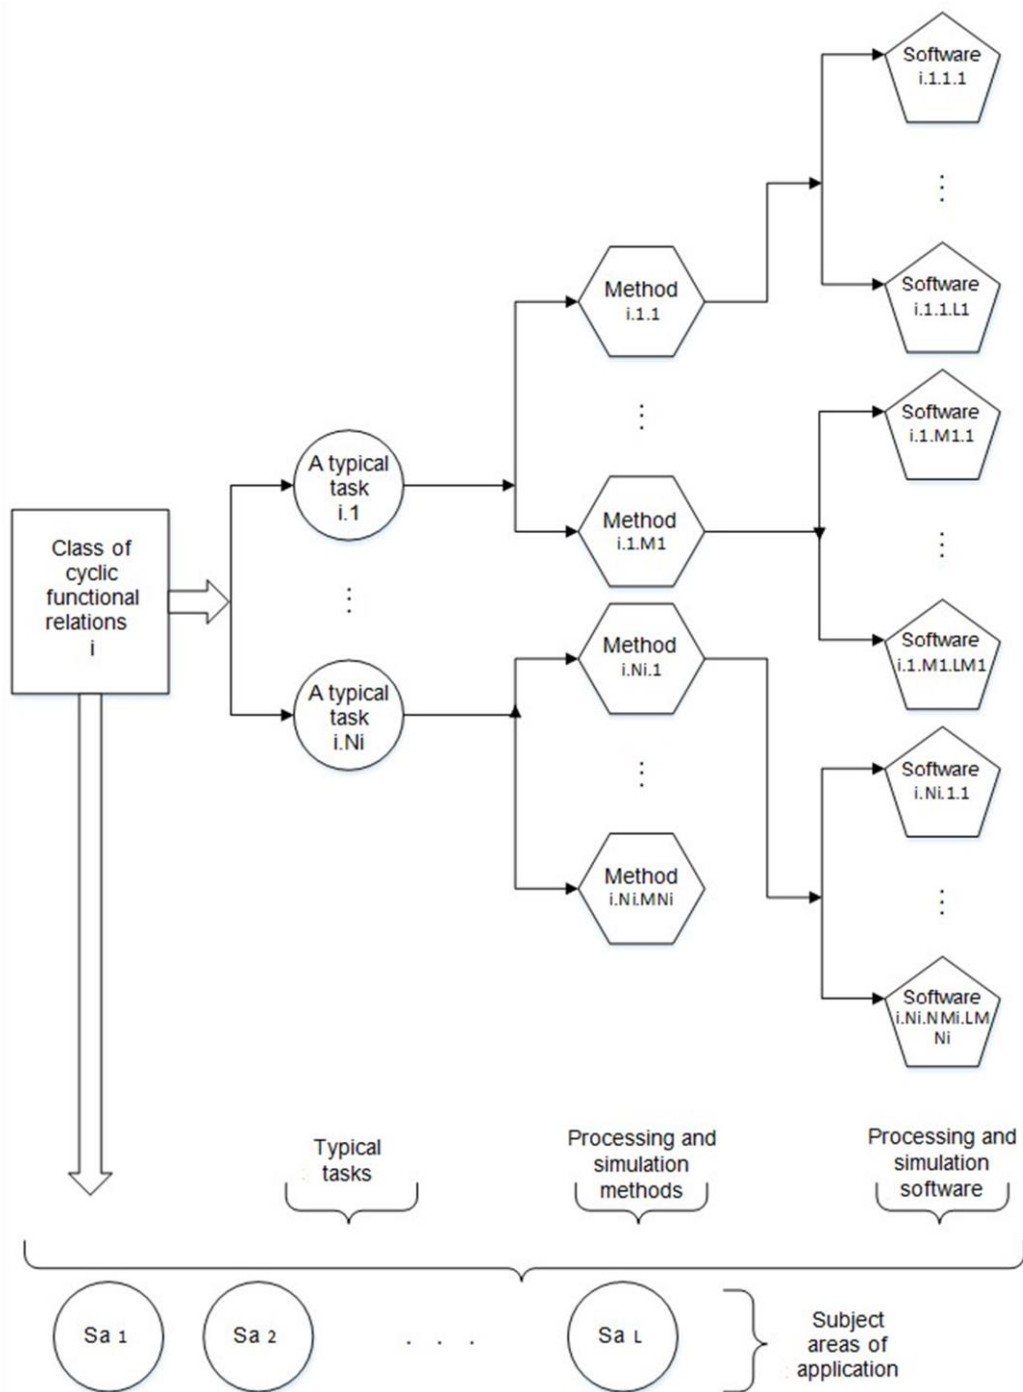 Software
i.1.1.1
⋮
Method
i.1.1
Software
i.1.1.L1
⋮
Software
i.1.M1.1
A typical
task
i.1
Method
i.1.M1
⋮
Class of
cyclic
functional
relations
i
⋮
Method
i.Ni.1
Software
i.1.M1.LM1
A typical
task
i.Ni
⋮
Software
i.Ni.1.1
Method
i.Ni.MNi
⋮
Software
i.Ni.NMi.LM
Ni
Typical
tasks
Processing and
simulation
methods
Processing and
simulation
software
Sa 1
Sa 2
. . .
Sa L
Subject
areas of
application